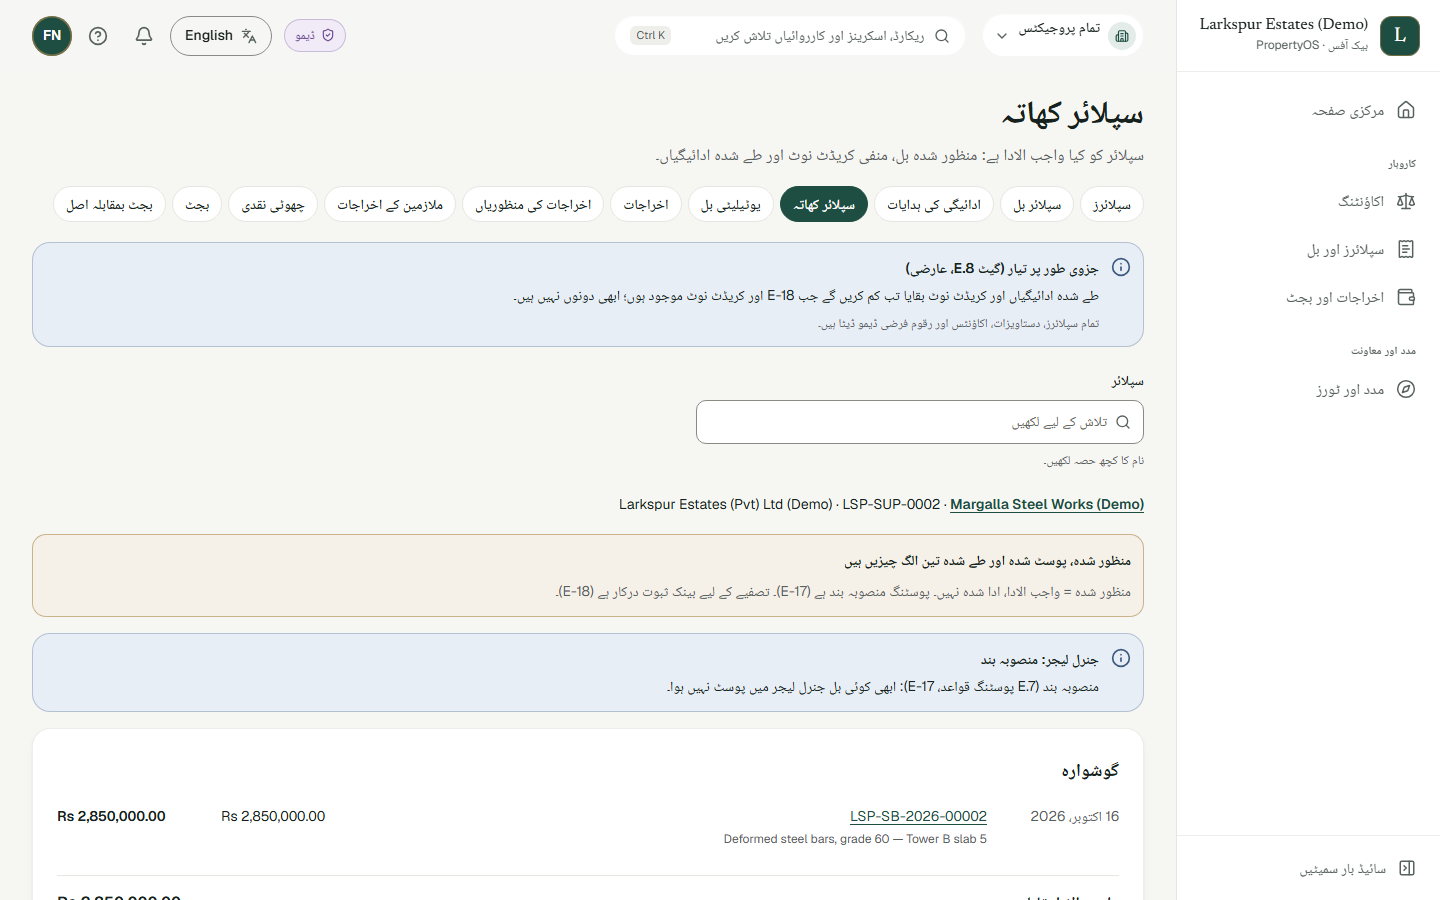 Larkspur Estates (Demo)
بیک آفس · PropertyOS
L
مرکزی صفحہ
کاروبار
اکاؤنٹنگ
سپلائرز اور بل
اخراجات اور بجٹ
مدد اور معاونت
مدد اور ٹورز
سائیڈ بار سمیٹیں
تمام پروجیکٹس
ریکارڈ، اسکرینز اور کارروائیاں تلاش کریں
Ctrl K
ڈیمو
English
FN
سپلائر کھاتہ
سپلائر کو کیا واجب الادا ہے: منظور شدہ بل، منفی کریڈٹ نوٹ اور طے شدہ ادائیگیاں۔
سپلائرز
سپلائر بل
ادائیگی کی ہدایات
سپلائر کھاتہ
یوٹیلیٹی بل
اخراجات
اخراجات کی منظوریاں
ملازمین کے اخراجات
چھوٹی نقدی
بجٹ
بجٹ بمقابلہ اصل
جزوی طور پر تیار (گیٹ E.8، عارضی)
طے شدہ ادائیگیاں اور کریڈٹ نوٹ بقایا تب کم کریں گے جب E-18 اور کریڈٹ نوٹ موجود ہوں؛ ابھی دونوں نہیں ہیں۔
تمام سپلائرز، دستاویزات، اکاؤنٹس اور رقوم فرضی ڈیمو ڈیٹا ہیں۔
سپلائر
تلاش کے لیے لکھیں
نام کا کچھ حصہ لکھیں۔
Margalla Steel Works (Demo) · LSP-SUP-0002 · Larkspur Estates (Pvt) Ltd (Demo)
منظور شدہ، پوسٹ شدہ اور طے شدہ تین الگ چیزیں ہیں
منظور شدہ = واجب الادا، ادا شدہ نہیں۔ پوسٹنگ منصوبہ بند ہے (E-17)۔ تصفیے کے لیے بینک ثبوت درکار ہے (E-18)۔
جنرل لیجر: منصوبہ بند
منصوبہ بند (E.7 پوسٹنگ قواعد، E-17): ابھی کوئی بل جنرل لیجر میں پوسٹ نہیں ہوا۔
گوشوارہ
16 اکتوبر، 2026
LSP-SB-2026-00002
Rs 2,850,000.00
Rs 2,850,000.00
Deformed steel bars, grade 60 — Tower B slab 5
Rs 2,850,000.00